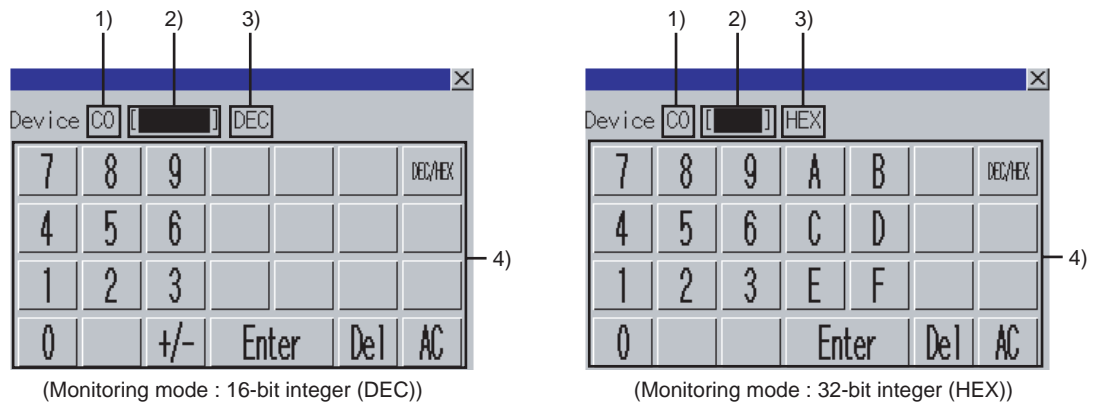 1) 2) 3)
Device C0 [ ] DEC
7 8 9 DEC/HEX
4 5 6
1 2 3
0 +/- Enter Del AC
4)
(Monitoring mode : 16-bit integer (DEC))
1) 2) 3)
Device C0 [ ] HEX
7 8 9 A B DEC/HEX
4 5 6 C D
1 2 3 E F
0 Enter Del AC
4)
(Monitoring mode : 32-bit integer (HEX))